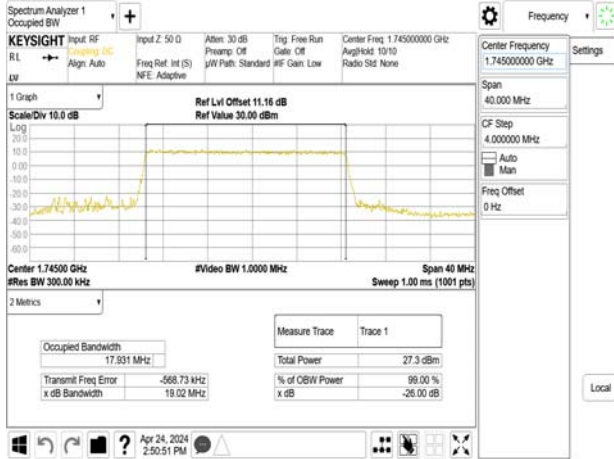 Spectrum Analyzer 1
Occupied BW
+
Frequency
KEYSIGHT
RL
Input: RF
Coupling: DC
Align: Auto
Input Z: 50 Ω
Freq Ref: Int (S)
NFE: Adaptive
Atten: 30 dB
Preamp: Off
µW Path: Standard
Trig: Free Run
Gate: Off
#IF Gain: Low
Center Freq: 1.745000000 GHz
Avg|Hold: 10/10
Radio Std: None
Center Frequency
1.745000000 GHz
Settings
Span
40.000 MHz
CF Step
4.000000 MHz
Auto
Man
Freq Offset
0 Hz
Local
1 Graph
Scale/Div 10.0 dB
Ref Lvl Offset 11.16 dB
Ref Value 30.00 dBm
Log
20.0
10.0
0.00
-10.0
-20.0
-30.0
-40.0
-50.0
-60.0
Center 1.74500 GHz
#Video BW 1.0000 MHz
Span 40 MHz
#Res BW 300.00 kHz
Sweep 1.00 ms (1001 pts)
2 Metrics
Occupied Bandwidth
17.931 MHz
Transmit Freq Error -568.73 kHz
x dB Bandwidth 19.02 MHz
Measure Trace Trace 1
Total Power 27.3 dBm
% of OBW Power 99.00 %
x dB -26.00 dB
?
Apr 24, 2024
2:50:51 PM